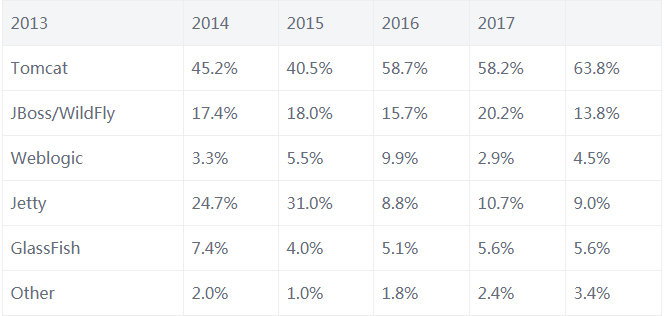 2013 2014 2015 2016 2017
Tomcat 45.2% 40.5% 58.7% 58.2% 63.8%
JBoss/WildFly 17.4% 18.0% 15.7% 20.2% 13.8%
Weblogic 3.3% 5.5% 9.9% 2.9% 4.5%
Jetty 24.7% 31.0% 8.8% 10.7% 9.0%
GlassFish 7.4% 4.0% 5.1% 5.6% 5.6%
Other 2.0% 1.0% 1.8% 2.4% 3.4%